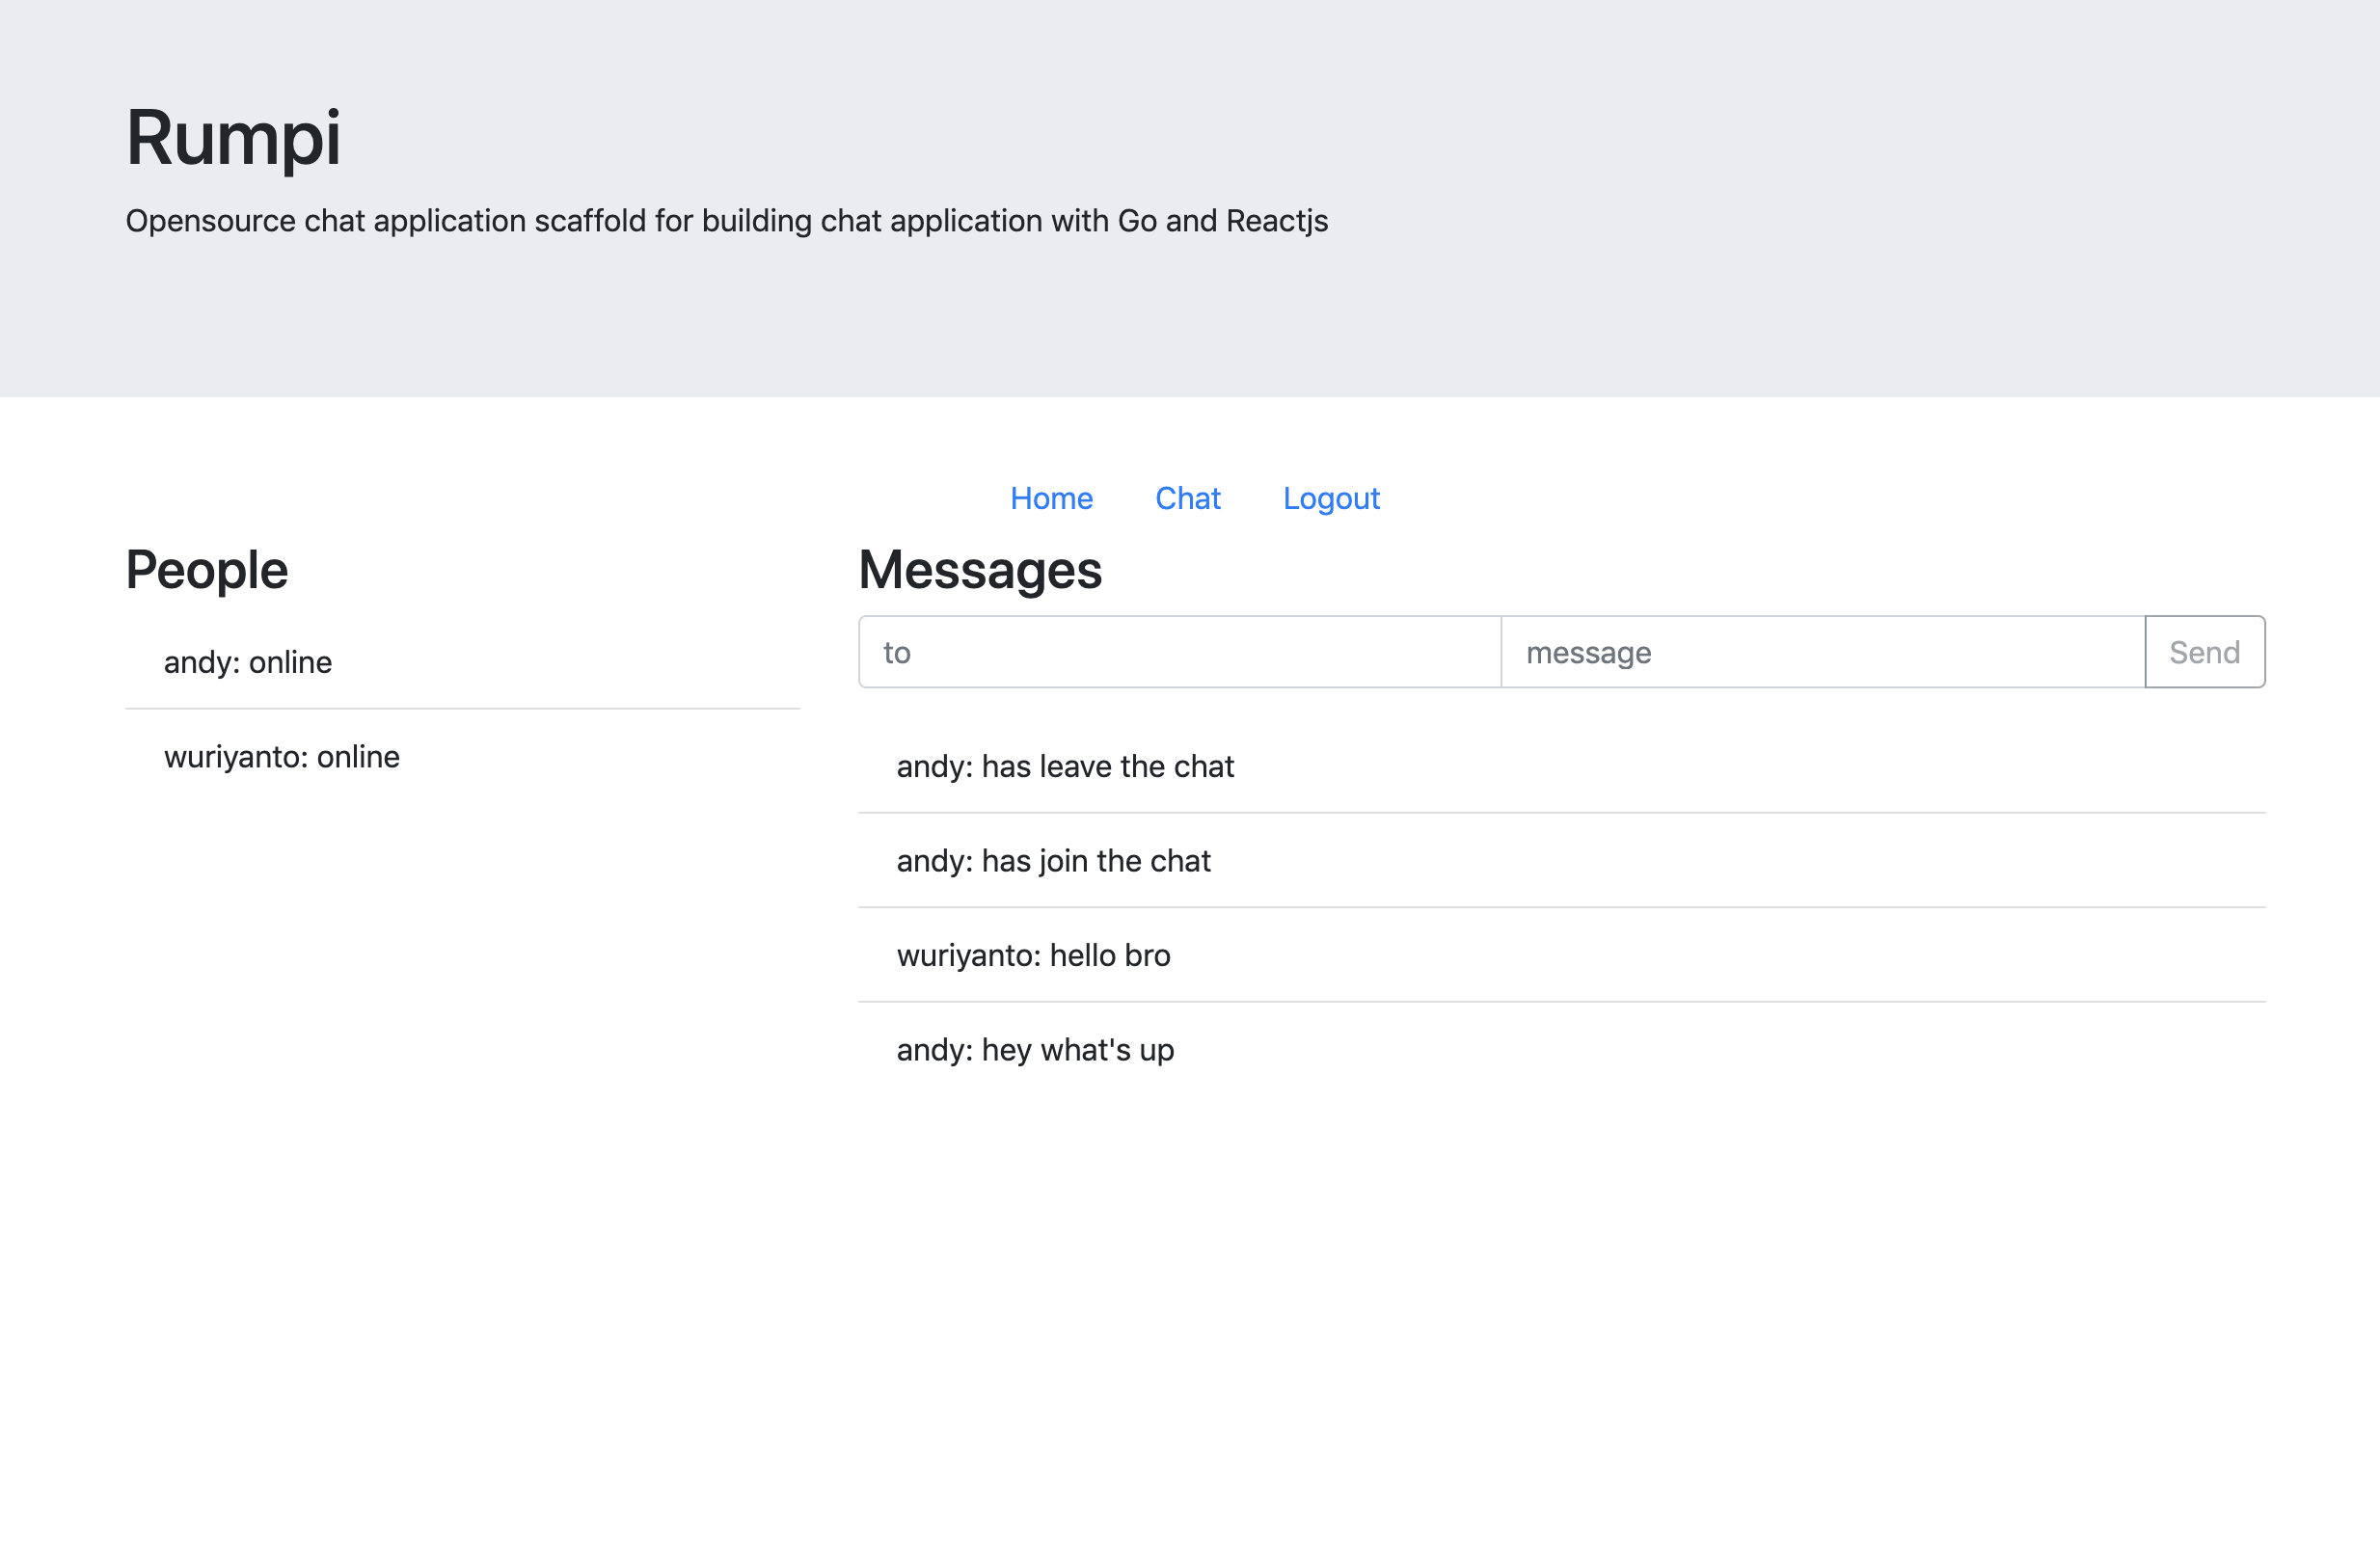 Rumpi
Opensource chat application scaffold for building chat application with Go and Reactjs
Home Chat Logout
People
andy: online
wuriyanto: online
Messages
to message Send
andy: has leave the chat
andy: has join the chat
wuriyanto: hello bro
andy: hey what's up